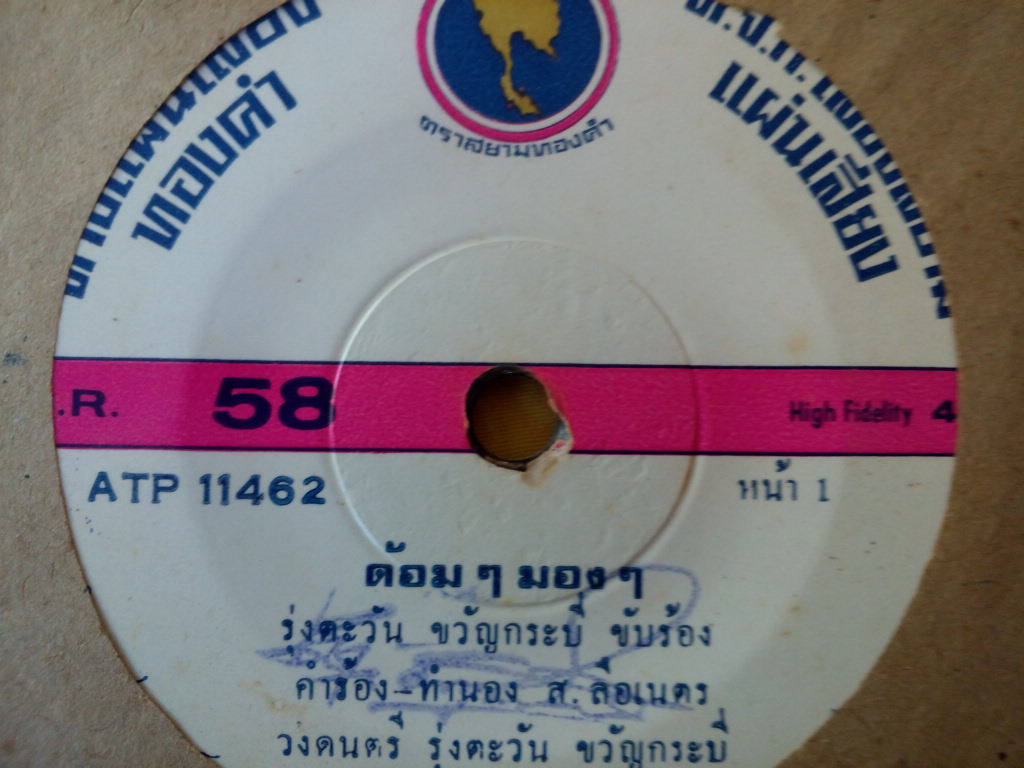 ทองคำ
ตราสยามทองคำ
แผ่นเสียง
.R. 58
High Fidelity 4
ATP 11462
หน้า 1
ด้อม ๆ มอง ๆ
รุ่งตะวัน ขวัญกระบี่ ขับร้อง
คำร้อง-ทำนอง ส. ลือเนตร
วงดนตรี รุ่งตะวัน ขวัญกระบี่